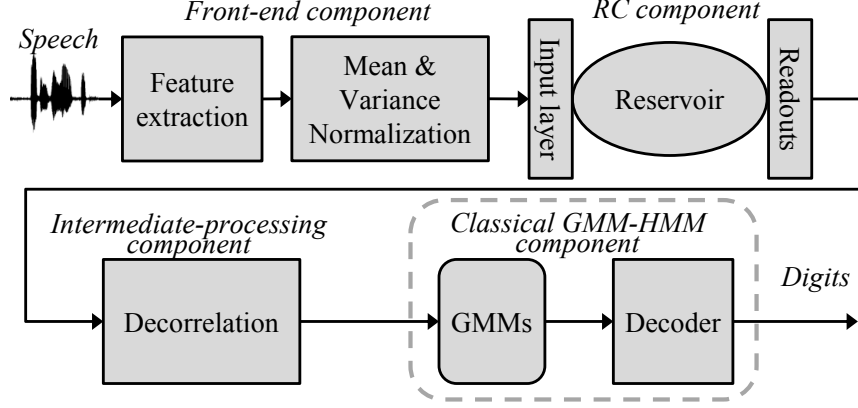 Front-end component
RC component
Speech
Feature
extraction
Mean &
Variance
Normalization
Input layer
Reservoir
Readouts
Intermediate-processing
component
Classical GMM-HMM
component
Decorrelation
GMMs
Decoder
Digits